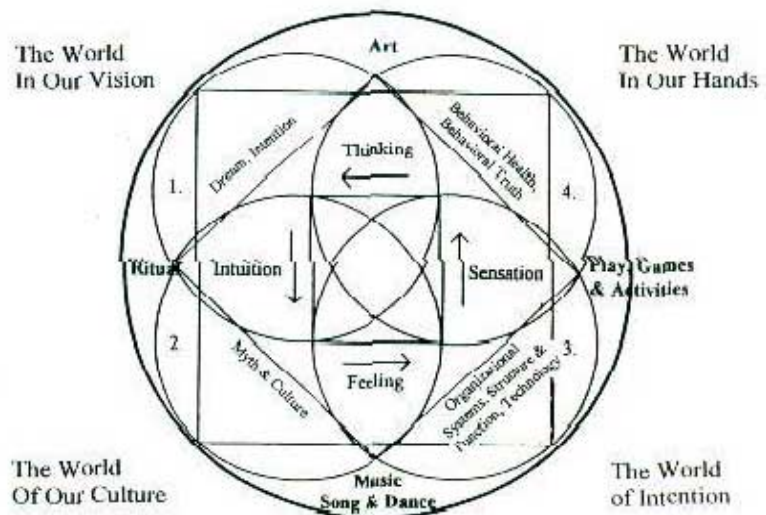 The World
In Our Vision
Art
The World
In Our Hands
Dream, Intention
Thinking
Behavioral Health,
Behavioral Truth
1.
4.
Ritual
Intuition
Sensation
Play, Games
& Activities
2
Myth & Culture
Feeling
Organizational
Systems, Structure &
Function, Technology
3.
The World
Of Our Culture
Music
Song & Dance
The World
of Intention